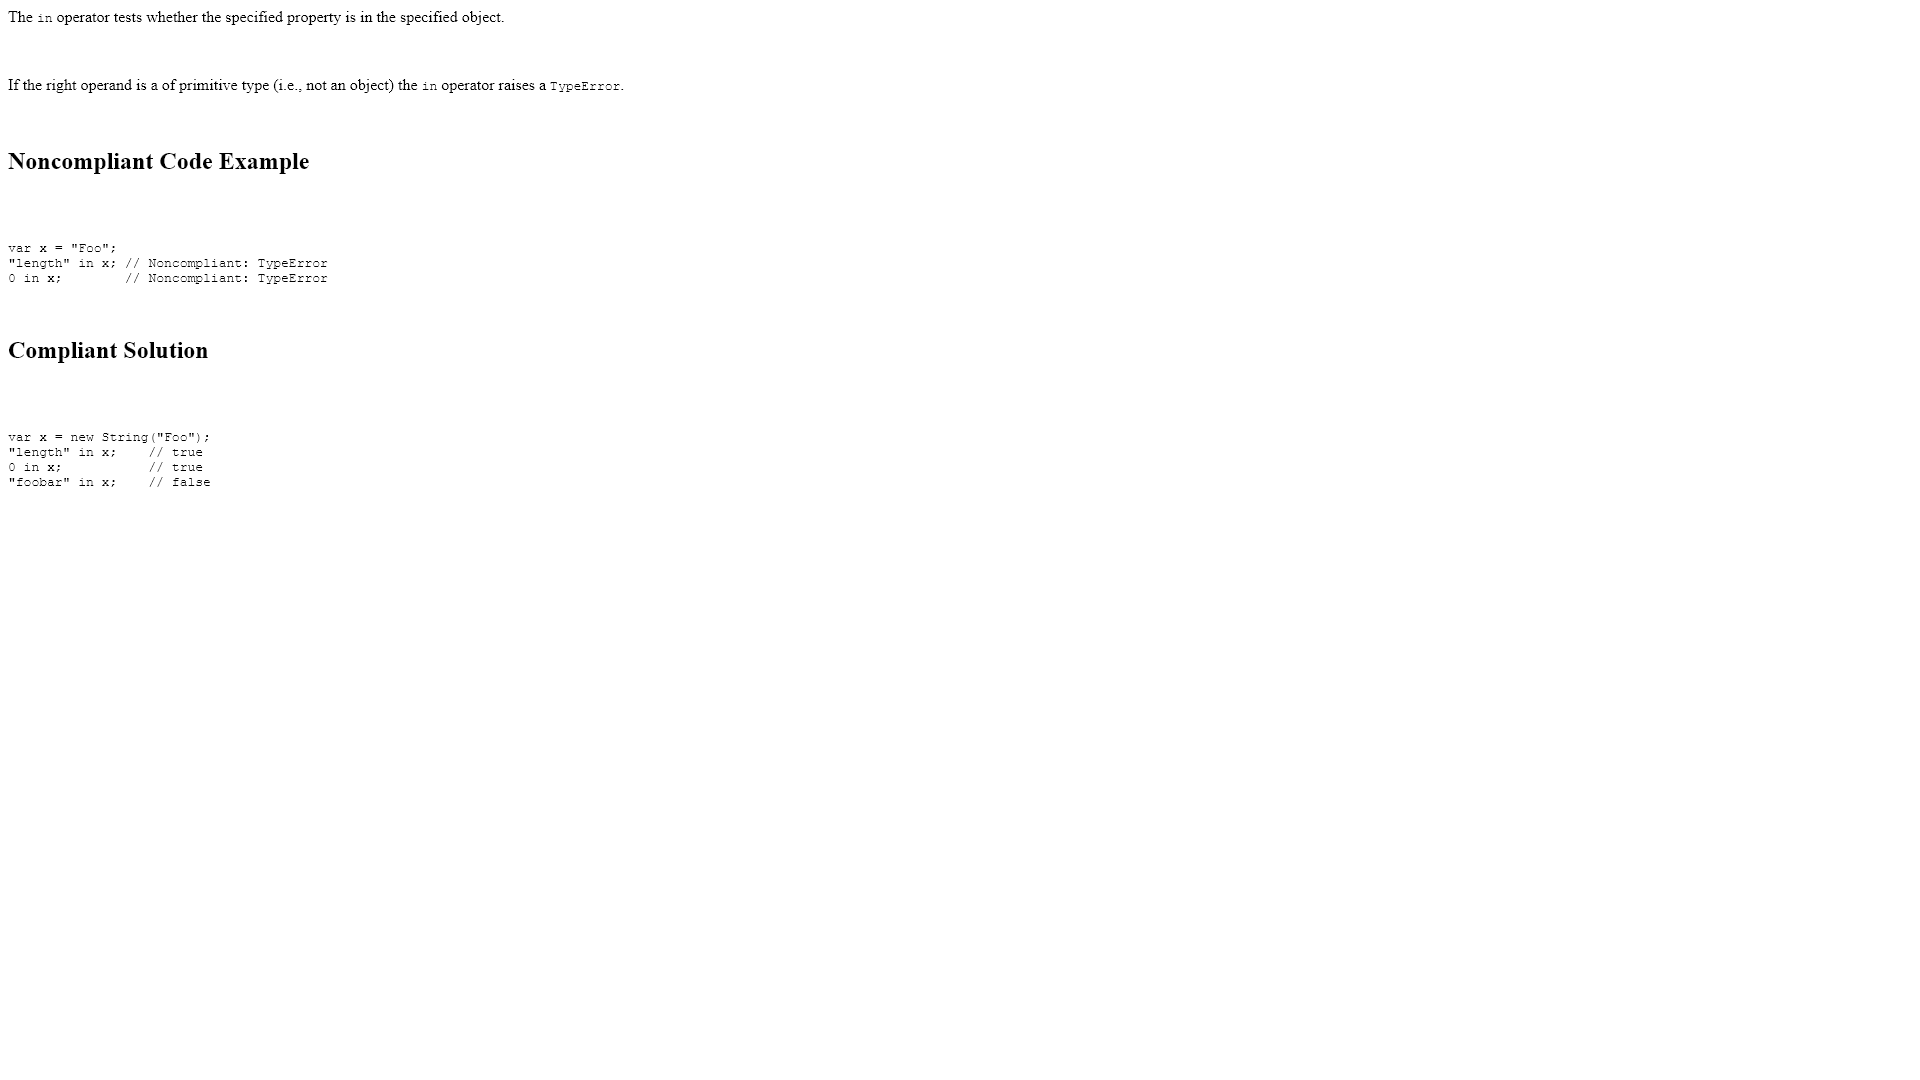 The in operator tests whether the specified property is in the specified object.
If the right operand is a of primitive type (i.e., not an object) the in operator raises a TypeError.
Noncompliant Code Example
var x = "Foo";
"length" in x; // Noncompliant: TypeError
0 in x;        // Noncompliant: TypeError
Compliant Solution
var x = new String("Foo");
"length" in x;    // true
0 in x;           // true
"foobar" in x;    // false